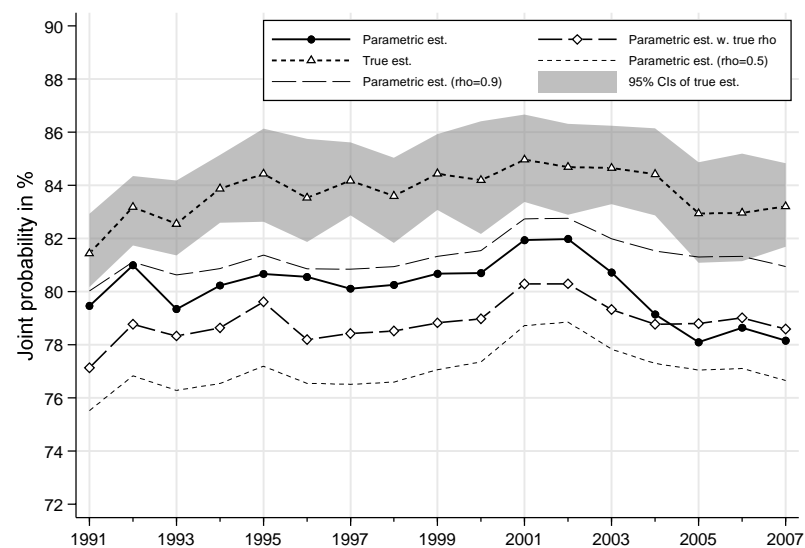 Parametric est.
Parametric est. w. true rho
True est.
Parametric est. (rho=0.5)
Parametric est. (rho=0.9)
95% CIs of true est.
Joint probability in %
90
88
86
84
82
80
78
76
74
72
1991 1993 1995 1997 1999 2001 2003 2005 2007